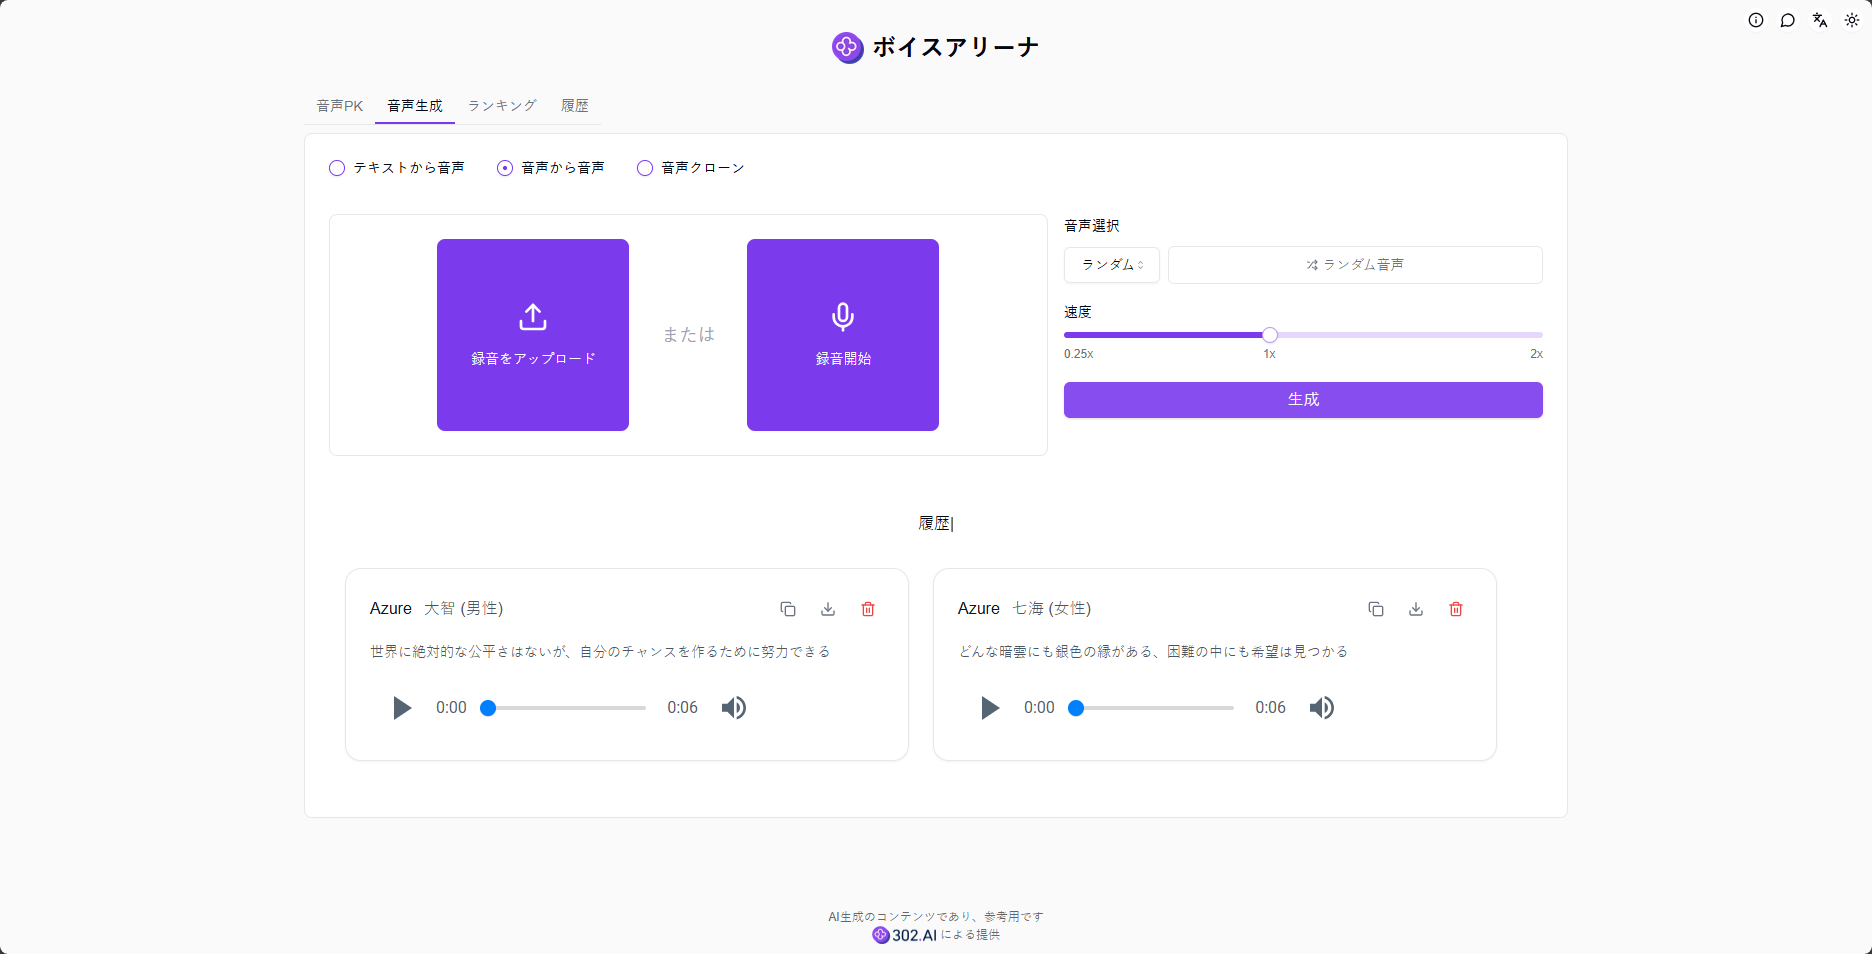 ボイスアリーナ
音声PK 音声生成 ランキング 履歴
テキストから音声 音声から音声 音声クローン
録音をアップロード
または
録音開始
音声選択
ランダム ランダム音声
速度
0.25x 1x 2x
生成
履歴|
Azure 大智 (男性)
世界に絶対的な公平さはないが、自分のチャンスを作るために努力できる
0:00 0:06
Azure 七海 (女性)
どんな暗雲にも銀色の縁がある、困難の中にも希望は見つかる
0:00 0:06
AI生成のコンテンツであり、参考用です
302.AI による提供